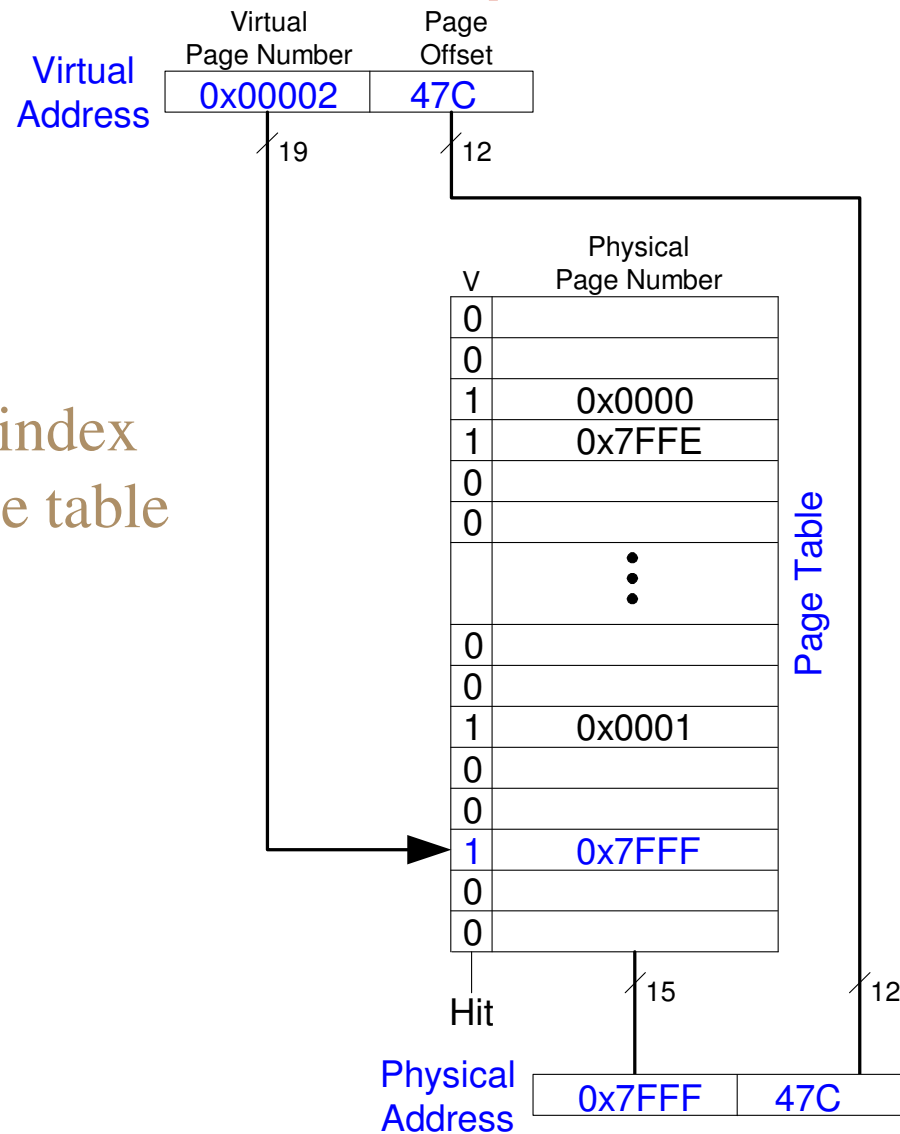 Virtual
Page Number
Page
Offset
Virtual
Address
0x00002
47C
19
12
V
Physical
Page Number
0
0
1 0x0000
1 0x7FFE
0
0
0
0
1 0x0001
0
0
1 0x7FFF
0
0
Page Table
index
e table
Hit
15
12
Physical
Address
0x7FFF
47C